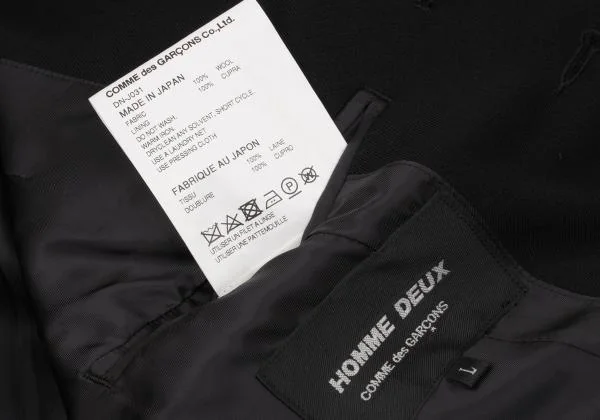 COMME des GARÇONS Co.,Ltd.
DN-J031
MADE IN JAPAN
FABRIC 100% WOOL
LINING 100% CUPRA
DO NOT WASH.
WARM IRON.
DRYCLEAN ANY SOLVENT, SHORT CYCLE.
USE A LAUNDRY NET
USE PRESSING CLOTH
FABRIQUE AU JAPON
TISSU 100% LAINE
DOUBLURE 100% CUPRO
P
UTILISER UN FILET A LINGE
UTILISER UNE PATTEMOUILLE
HOMME DEUX
COMME des GARÇONS
L